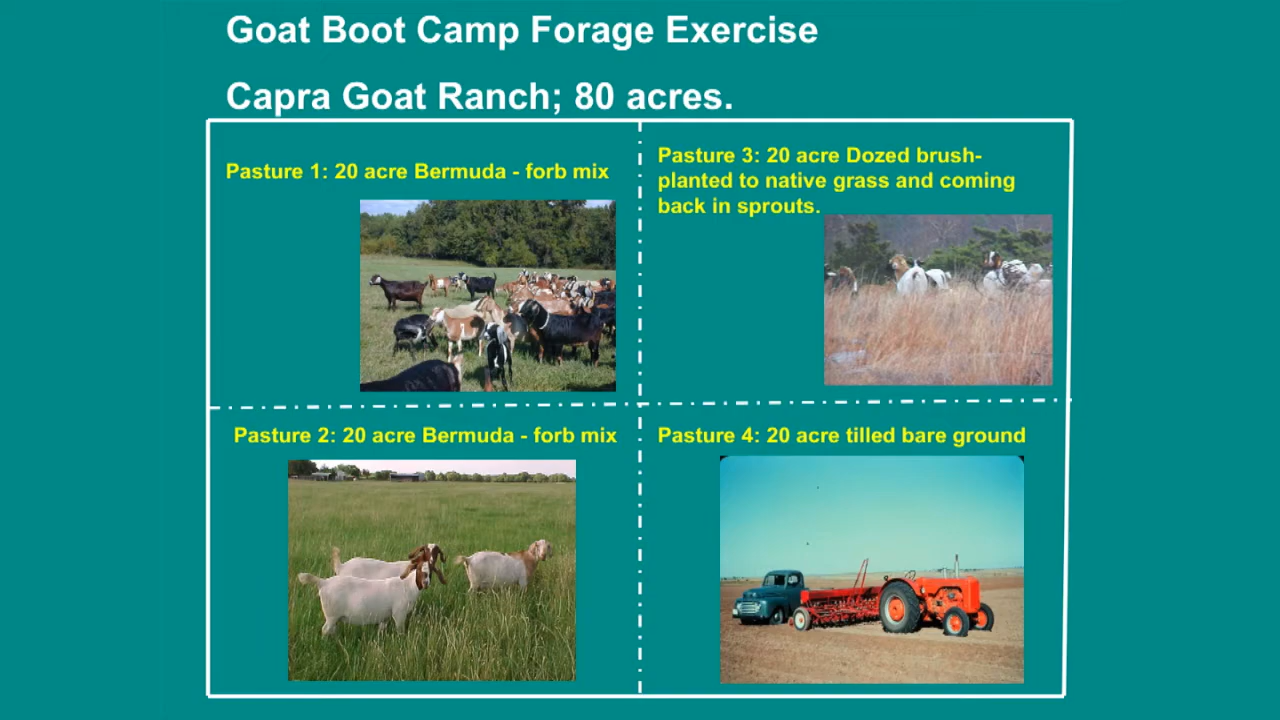 Goat Boot Camp Forage Exercise
Capra Goat Ranch; 80 acres.
Pasture 1: 20 acre Bermuda - forb mix
Pasture 3: 20 acre Dozed brush-
planted to native grass and coming
back in sprouts.
Pasture 2: 20 acre Bermuda - forb mix
Pasture 4: 20 acre tilled bare ground